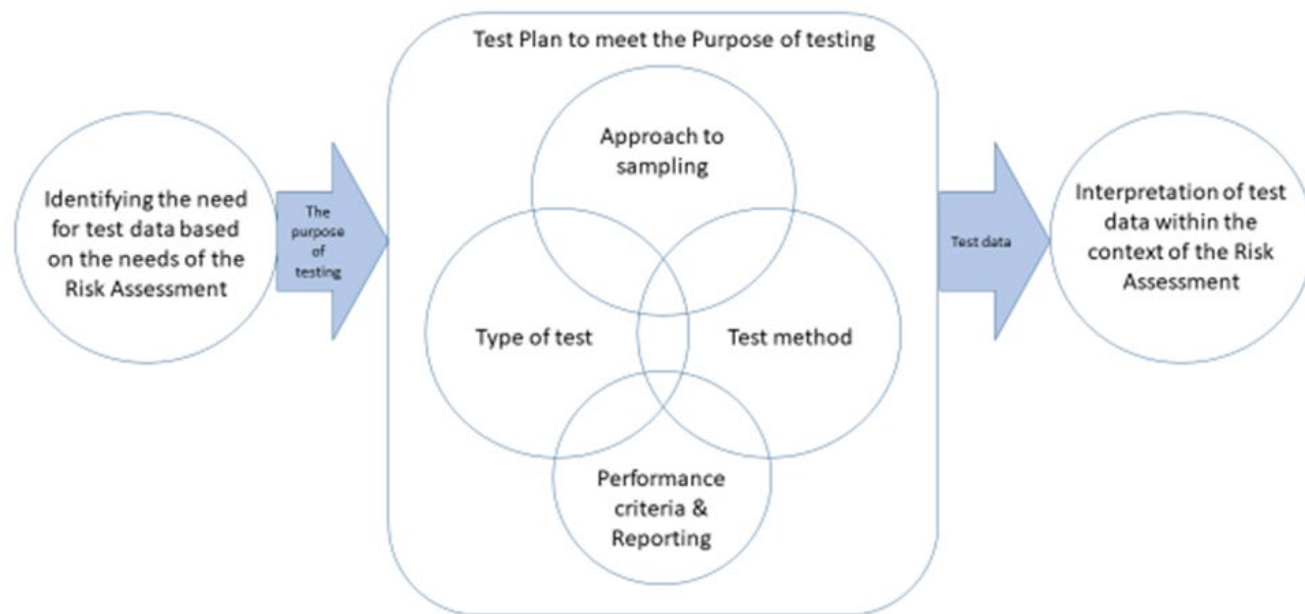 Test Plan to meet the Purpose of testing
Approach to
sampling
Identifying the need
for test data based
on the needs of the
Risk Assessment
The
purpose
of
testing
Type of test
Test method
Performance
criteria &
Reporting
Test data
Interpretation of test
data within the
context of the Risk
Assessment